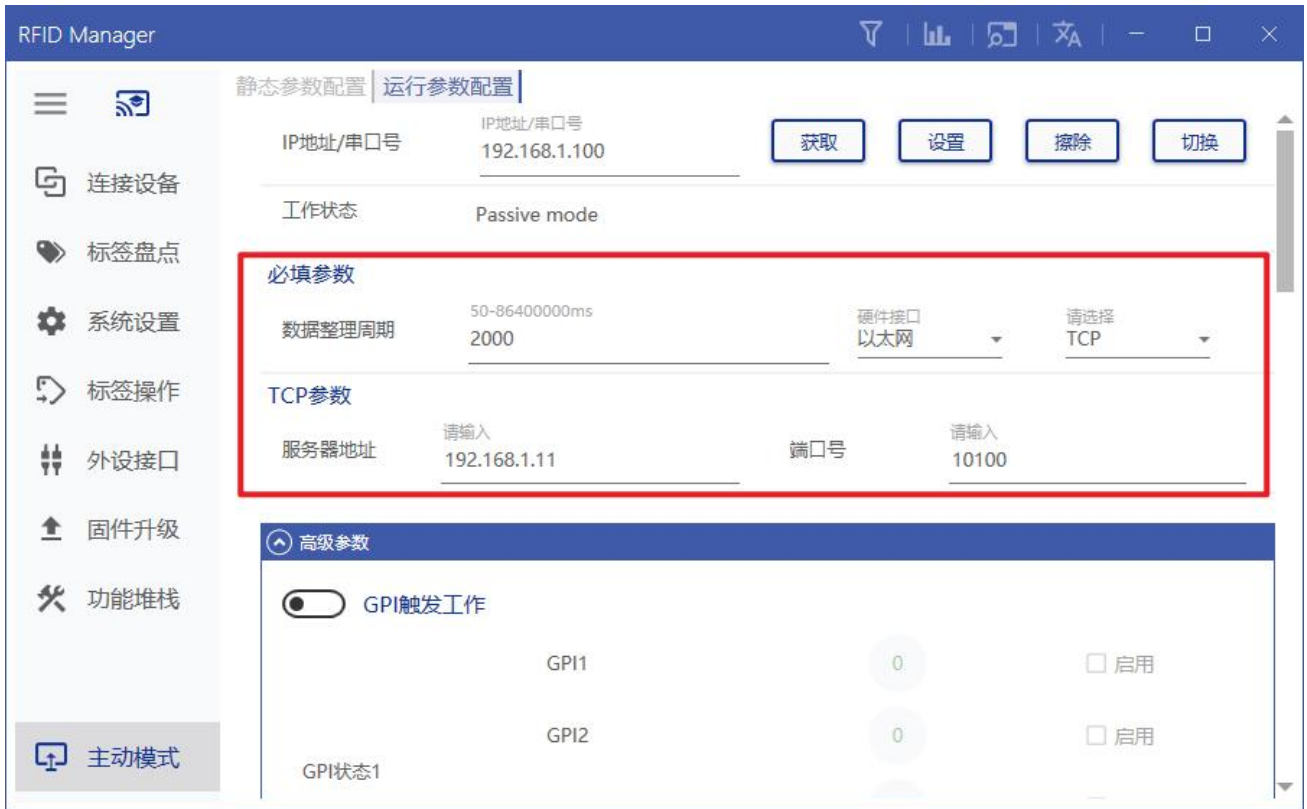 RFID Manager
静态参数配置 运行参数配置
IP地址/串口号
IP地址/串口号
192.168.1.100
获取 设置 擦除 切换
连接设备
工作状态 Passive mode
标签盘点
必填参数
系统设置
数据整理周期
50-86400000ms
2000
硬件接口
以太网
请选择
TCP
标签操作
TCP参数
外设接口
服务器地址
请输入
192.168.1.11
端口号
请输入
10100
固件升级
高级参数
功能堆栈
GPI触发工作
GPI1 0 启用
GPI2 0 启用
主动模式
GPI状态1